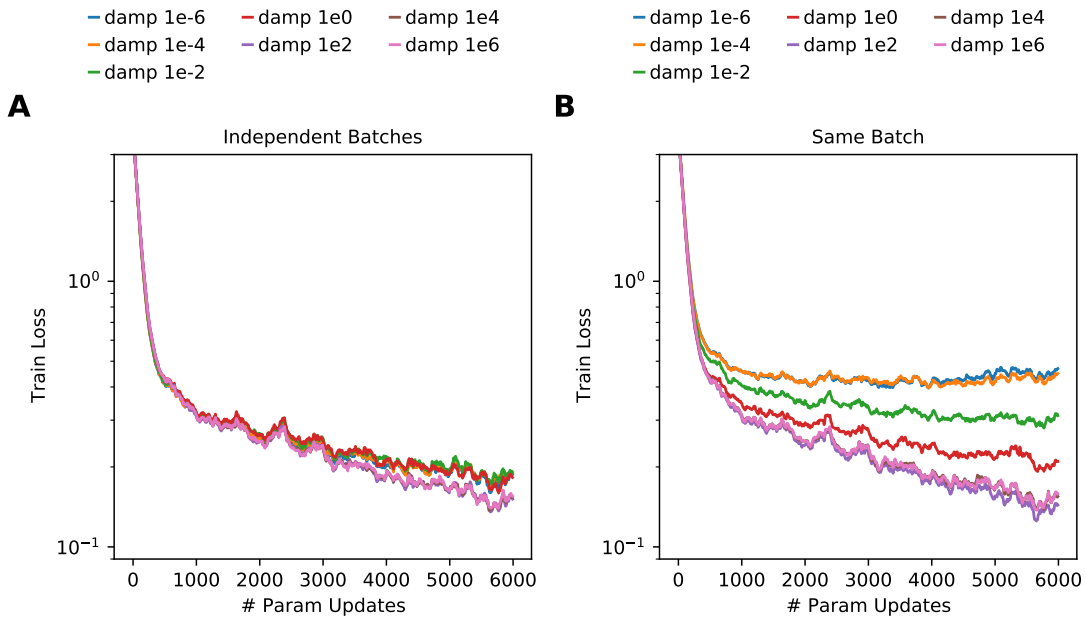 damp 1e-6 damp 1e0 damp 1e4
damp 1e-4 damp 1e2 damp 1e6
damp 1e-2
A
Independent Batches
10⁰
10⁻¹
Train Loss
0 1000 2000 3000 4000 5000 6000
# Param Updates
damp 1e-6 damp 1e0 damp 1e4
damp 1e-4 damp 1e2 damp 1e6
damp 1e-2
B
Same Batch
10⁰
10⁻¹
Train Loss
0 1000 2000 3000 4000 5000 6000
# Param Updates